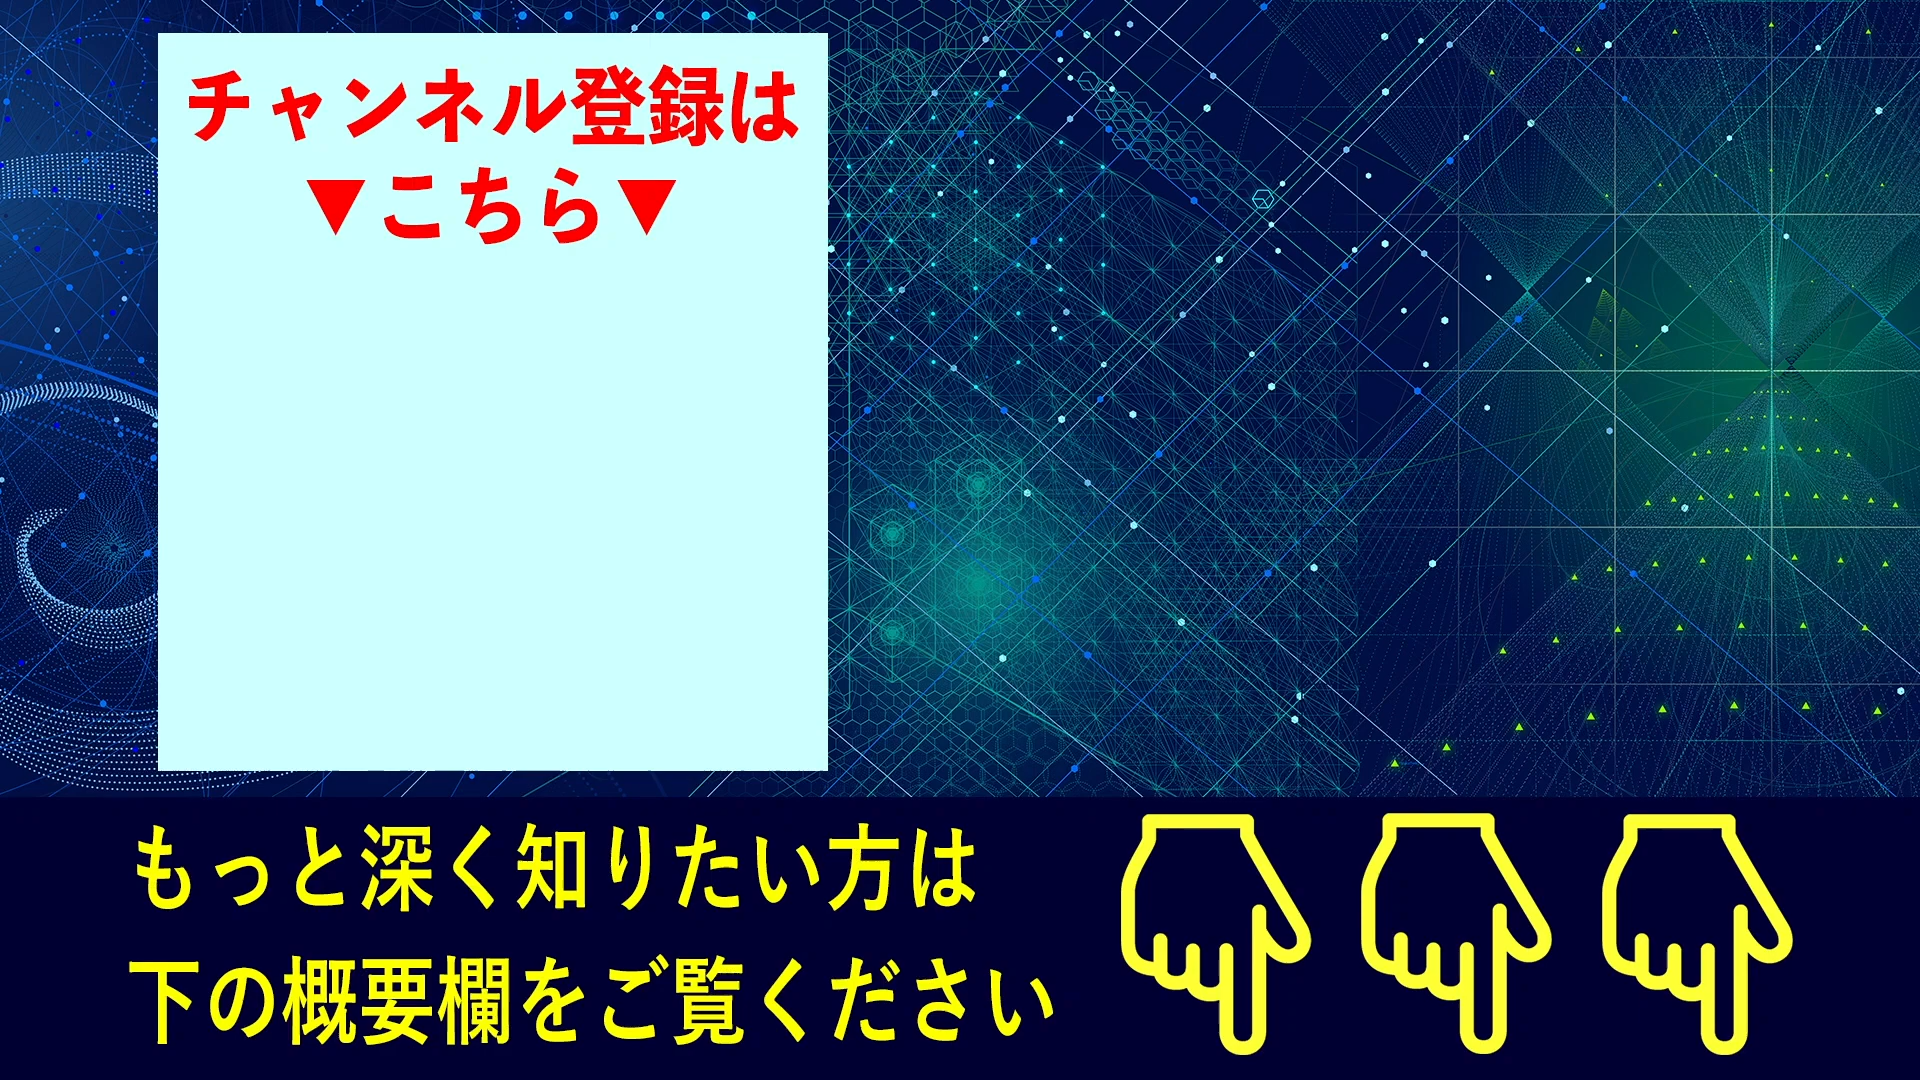 チャンネル登録は
▼こちら▼
もっと深く知りたい方は
下の概要欄をご覧ください